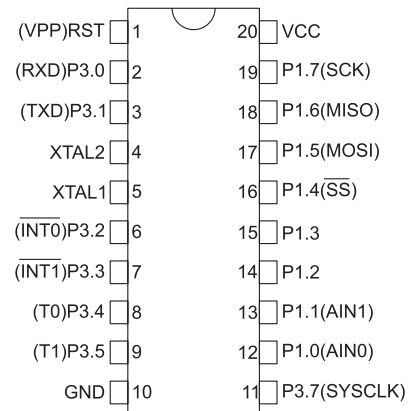 (VPP)RST 1 20 VCC
(RXD)P3.0 2 19 P1.7(SCK)
(TXD)P3.1 3 18 P1.6(MISO)
XTAL2 4 17 P1.5(MOSI)
XTAL1 5 16 P1.4(S̅S̅)
(I̅N̅T̅0̅)P3.2 6 15 P1.3
(I̅N̅T̅1̅)P3.3 7 14 P1.2
(T0)P3.4 8 13 P1.1(AIN1)
(T1)P3.5 9 12 P1.0(AIN0)
GND 10 11 P3.7(SYSCLK)